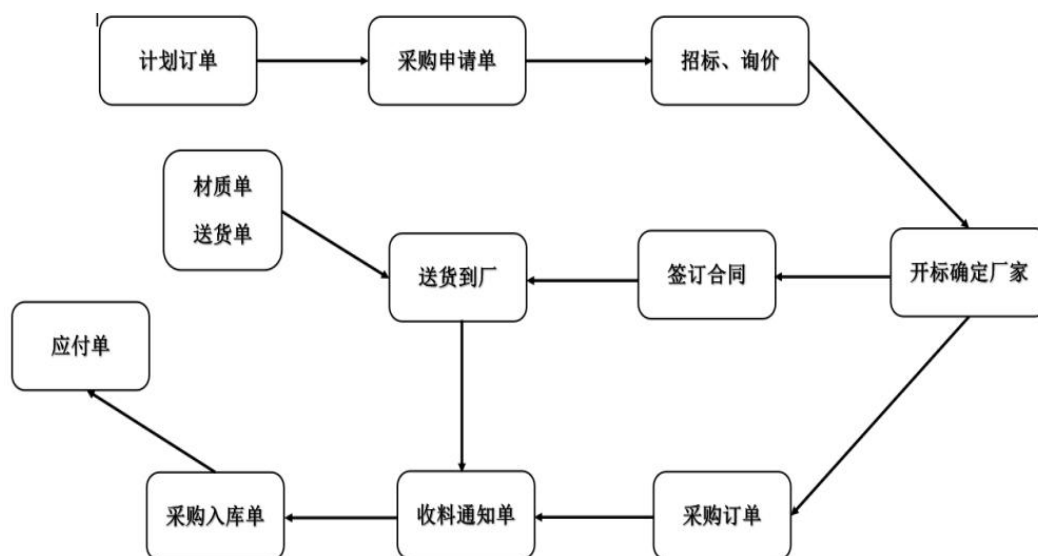 计划订单
采购申请单
招标、询价
材质单
送货单
送货到厂
签订合同
开标确定厂家
应付单
采购入库单
收料通知单
采购订单